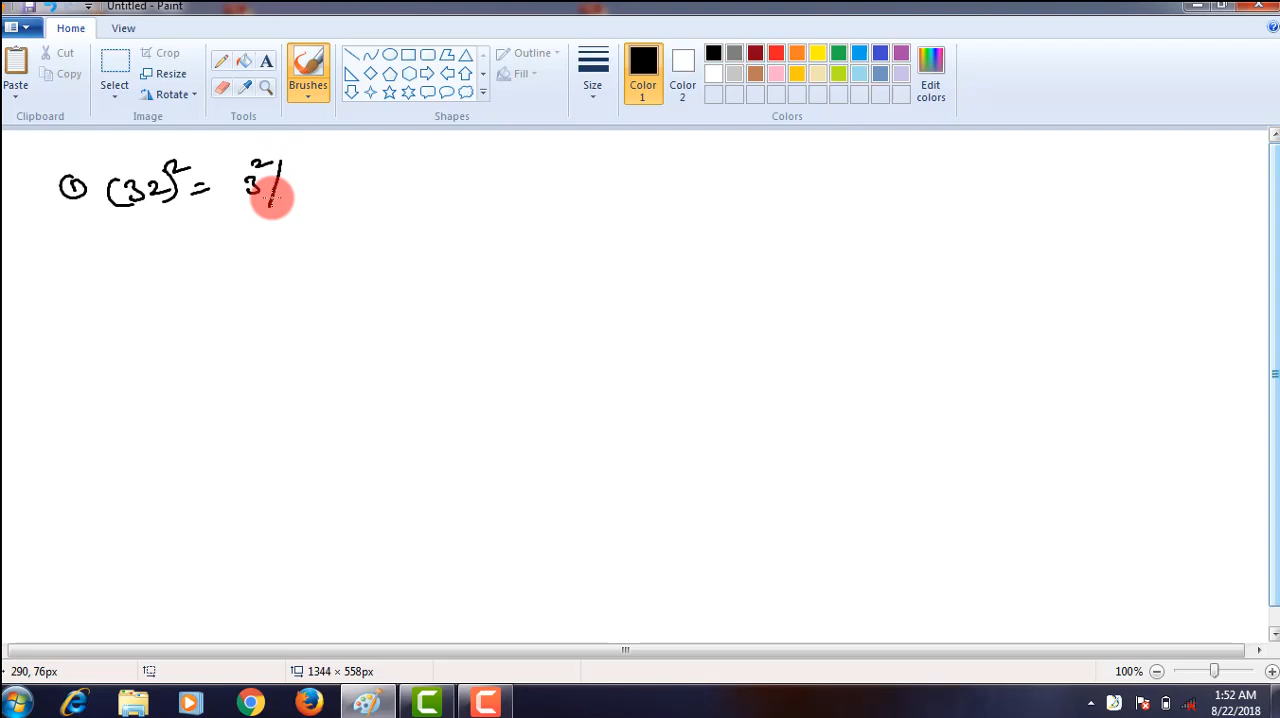 Untitled - Paint
Home View
Paste
Cut
Copy
Clipboard
Select
Crop
Resize
Rotate
Image
Tools
Brushes
Shapes
Outline
Fill
Size
Color 1
Color 2
Edit colors
Colors
① (32)² = 3²/
290, 76px
1344 × 558px
100%
1:52 AM
8/22/2018